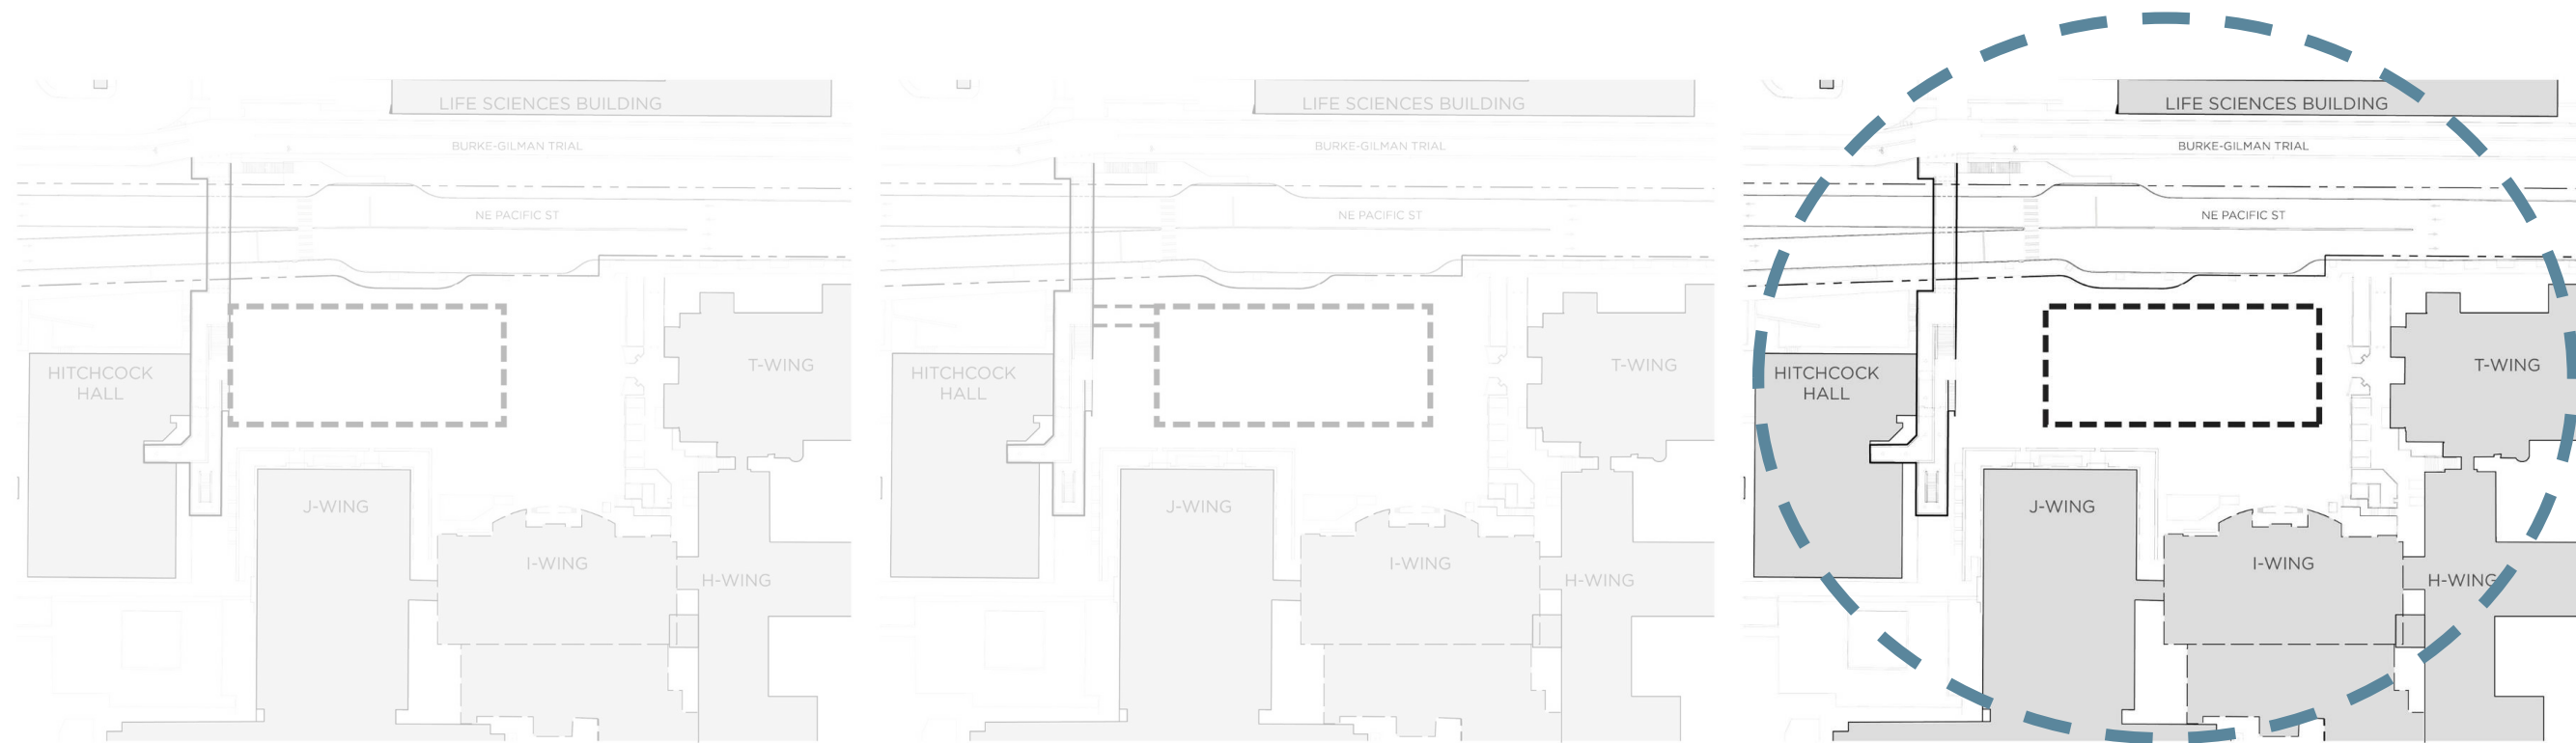 LIFE SCIENCES BUILDING
BURKE-GILMAN TRIAL
NE PACIFIC ST
HITCHCOCK
HALL
T-WING
J-WING
I-WING
H-WING
LIFE SCIENCES BUILDING
BURKE-GILMAN TRIAL
NE PACIFIC ST
HITCHCOCK
HALL
T-WING
J-WING
I-WING
H-WING
LIFE SCIENCES BUILDING
BURKE-GILMAN TRIAL
NE PACIFIC ST
HITCHCOCK
HALL
T-WING
J-WING
I-WING
H-WING